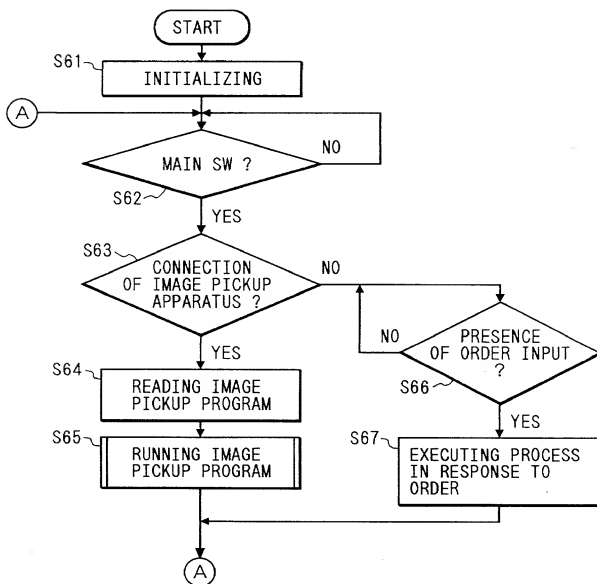 START
S61
INITIALIZING
A
MAIN SW ?
NO
S62
YES
S63
CONNECTION
OF IMAGE PICKUP
APPARATUS ?
NO
YES
PRESENCE
OF ORDER INPUT
?
NO
S66
YES
S64
READING IMAGE
PICKUP PROGRAM
S65
RUNNING IMAGE
PICKUP PROGRAM
S67
EXECUTING PROCESS
IN RESPONSE TO
ORDER
A